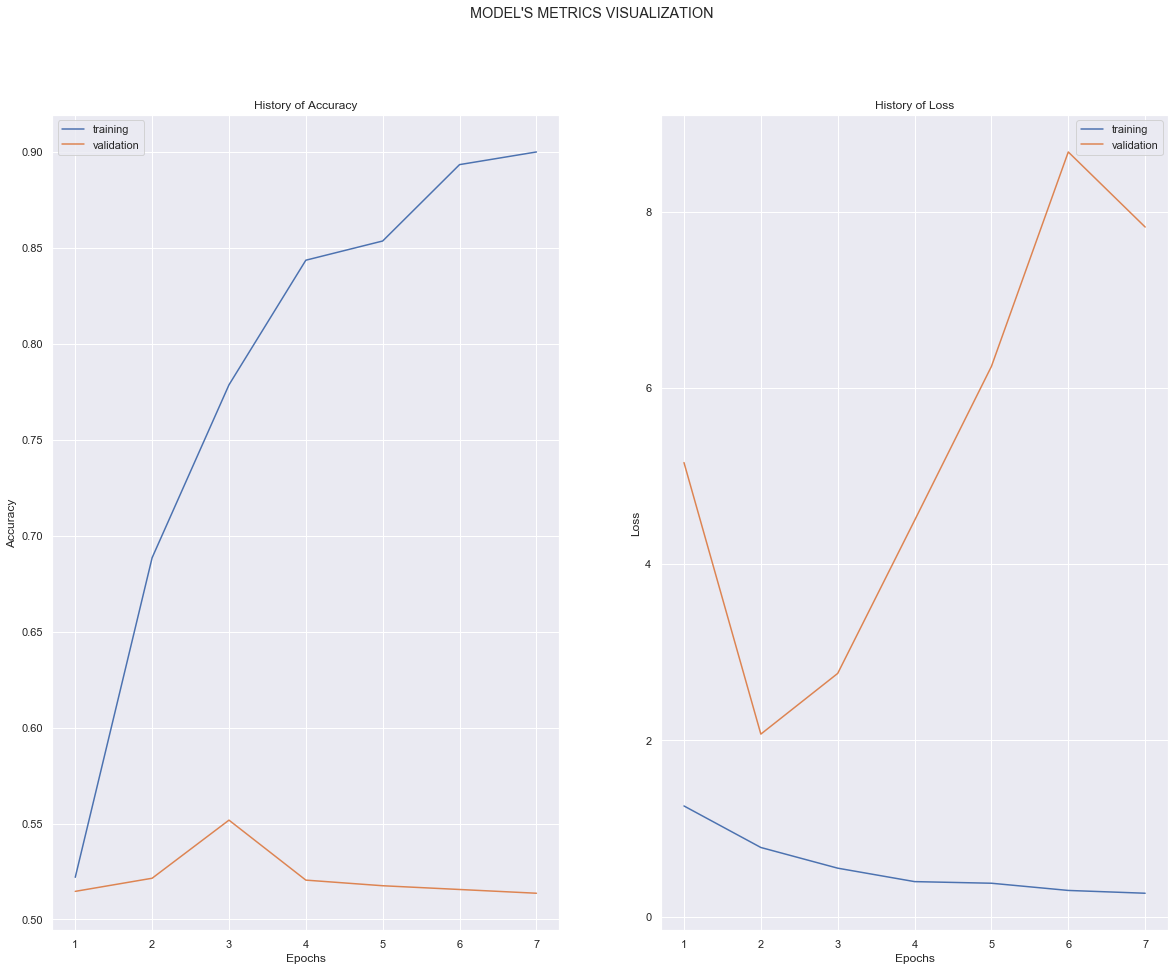 MODEL'S METRICS VISUALIZATION
History of Accuracy
training
validation
0.90
0.85
0.80
0.75
0.70
0.65
0.60
0.55
0.50
Accuracy
1 2 3 4 5 6 7
Epochs
History of Loss
training
validation
8
6
4
2
0
Loss
1 2 3 4 5 6 7
Epochs